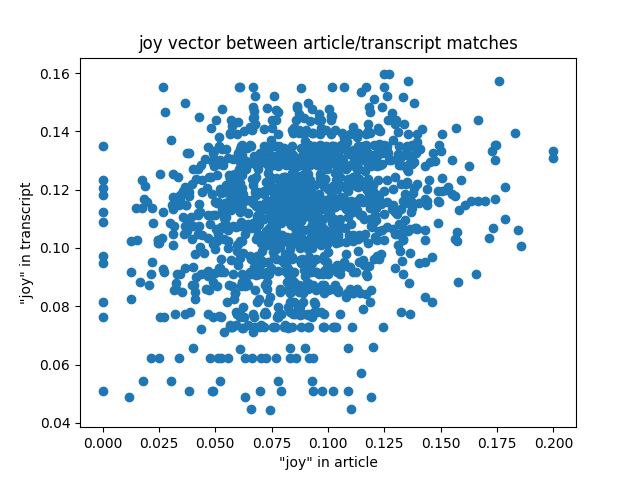 joy vector between article/transcript matches
"joy" in transcript
0.16
0.14
0.12
0.10
0.08
0.06
0.04
0.000 0.025 0.050 0.075 0.100 0.125 0.150 0.175 0.200
"joy" in article